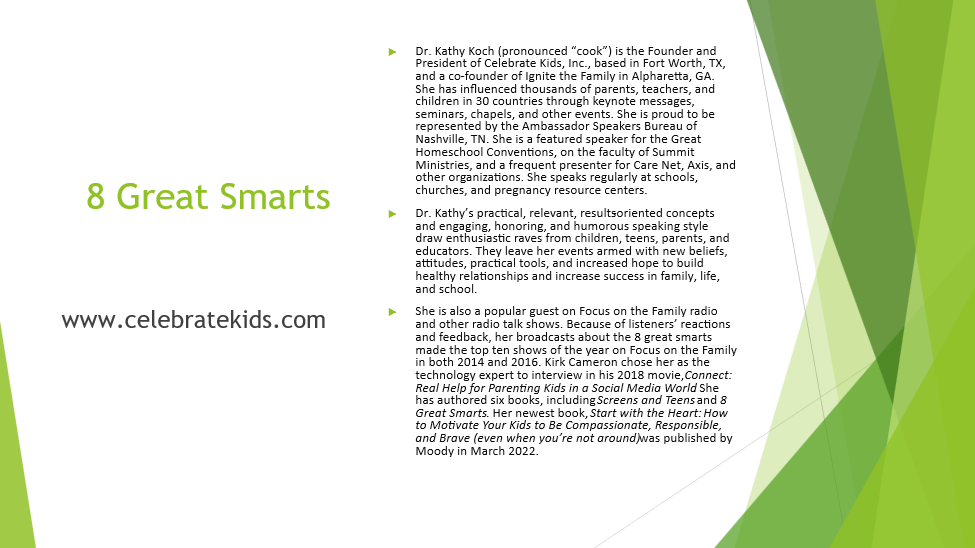 8 Great Smarts
www.celebratekids.com
Dr. Kathy Koch (pronounced “cook”) is the Founder and
President of Celebrate Kids, Inc., based in Fort Worth, TX,
and a co-founder of Ignite the Family in Alpharetta, GA.
She has influenced thousands of parents, teachers, and
children in 30 countries through keynote messages,
seminars, chapels, and other events. She is proud to be
represented by the Ambassador Speakers Bureau of
Nashville, TN. She is a featured speaker for the Great
Homeschool Conventions, on the faculty of Summit
Ministries, and a frequent presenter for Care Net, Axis, and
other organizations. She speaks regularly at schools,
churches, and pregnancy resource centers.
Dr. Kathy’s practical, relevant, results-oriented concepts
and engaging, honoring, and humorous speaking style
draw enthusiastic raves from children, teens, parents, and
educators. They leave her events armed with new beliefs,
attitudes, practical tools, and increased hope to build
healthy relationships and increase success in family, life,
and school.
She is also a popular guest on Focus on the Family radio
and other radio talk shows. Because of listeners’ reactions
and feedback, her broadcasts about the 8 great smarts
made the top ten shows of the year on Focus on the Family
in both 2014 and 2016. Kirk Cameron chose her as the
technology expert to interview in his 2018 movie, Connect:
Real Help for Parenting Kids in a Social Media World She
has authored six books, including Screens and Teens and 8
Great Smarts. Her newest book, Start with the Heart: How
to Motivate Your Kids to Be Compassionate, Responsible,
and Brave (even when you’re not around) was published by
Moody in March 2022.